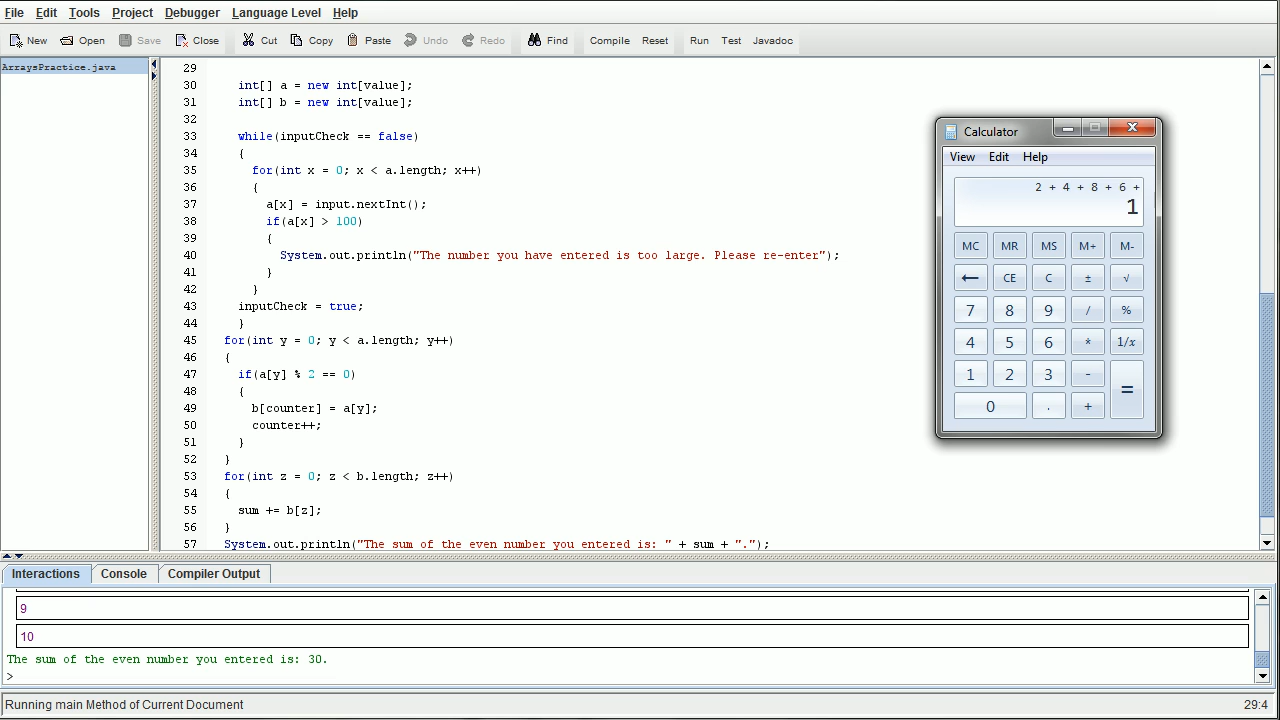 File Edit Tools Project Debugger Language Level Help
New Open Save Close Cut Copy Paste Undo Redo Find Compile Reset Run Test Javadoc
ArraysPractice.java
29
30 int[] a = new int[value];
31 int[] b = new int[value];
32
33 while(inputCheck == false)
34 {
35 for(int x = 0; x < a.length; x++)
36 {
37 a[x] = input.nextInt();
38 if(a[x] > 100)
39 {
40 System.out.println("The number you have entered is too large. Please re-enter");
41 }
42 }
43 inputCheck = true;
44 }
45 for(int y = 0; y < a.length; y++)
46 {
47 if(a[y] % 2 == 0)
48 {
49 b[counter] = a[y];
50 counter++;
51 }
52 }
53 for(int z = 0; z < b.length; z++)
54 {
55 sum += b[z];
56 }
57 System.out.println("The sum of the even number you entered is: " + sum + ".");
Calculator
View Edit Help
2 + 4 + 8 + 6 +
1
MC MR MS M+ M-
← CE C ± √
7 8 9 / %
4 5 6 * 1/x
1 2 3 - =
0 . +
Interactions Console Compiler Output
9
10
The sum of the even number you entered is: 30.
>
Running main Method of Current Document 29:4